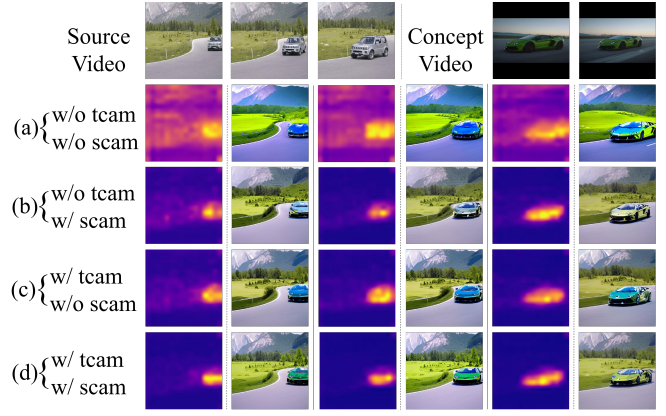 Source
Video
Concept
Video
(a){w/o tcam
w/o scam
(b){w/o tcam
w/ scam
(c){w/ tcam
w/o scam
(d){w/ tcam
w/ scam